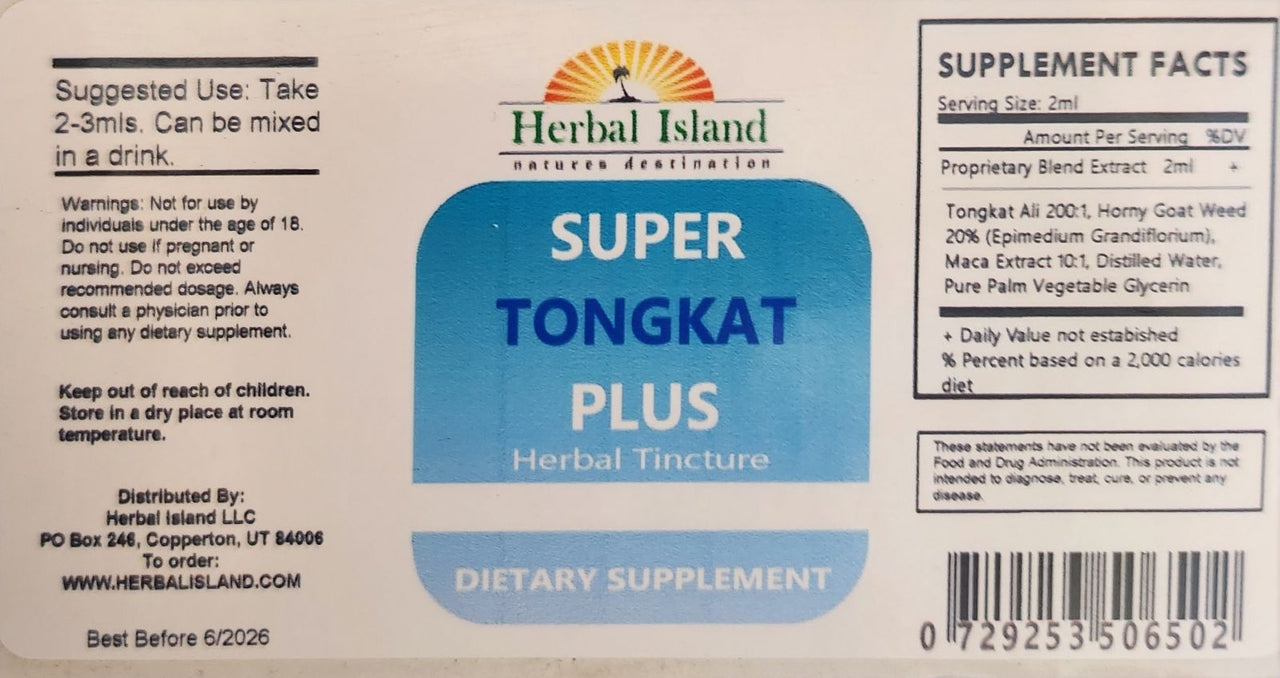 Suggested Use: Take
2-3mls. Can be mixed
in a drink.
Warnings: Not for use by
individuals under the age of 18.
Do not use if pregnant or
nursing. Do not exceed
recommended dosage. Always
consult a physician prior to
using any dietary supplement.
Keep out of reach of children.
Store in a dry place at room
temperature.
Distributed By:
Herbal Island LLC
PO Box 246, Copperton, UT 84006
To order:
WWW.HERBALISLAND.COM
Best Before 6/2026
Herbal Island
natures destination
SUPER
TONGKAT
PLUS
Herbal Tincture
DIETARY SUPPLEMENT
SUPPLEMENT FACTS
Serving Size: 2ml
Amount Per Serving %DV
Proprietary Blend Extract 2ml +
Tongkat Ali 200:1, Horny Goat Weed
20% (Epimedium Grandiflorium),
Maca Extract 10:1, Distilled Water,
Pure Palm Vegetable Glycerin
+ Daily Value not estabished
% Percent based on a 2,000 calories
diet
These statements have not been evaluated by the
Food and Drug Administration. This product is not
intended to diagnose, treat, cure, or prevent any
disease.
0 729253 506502